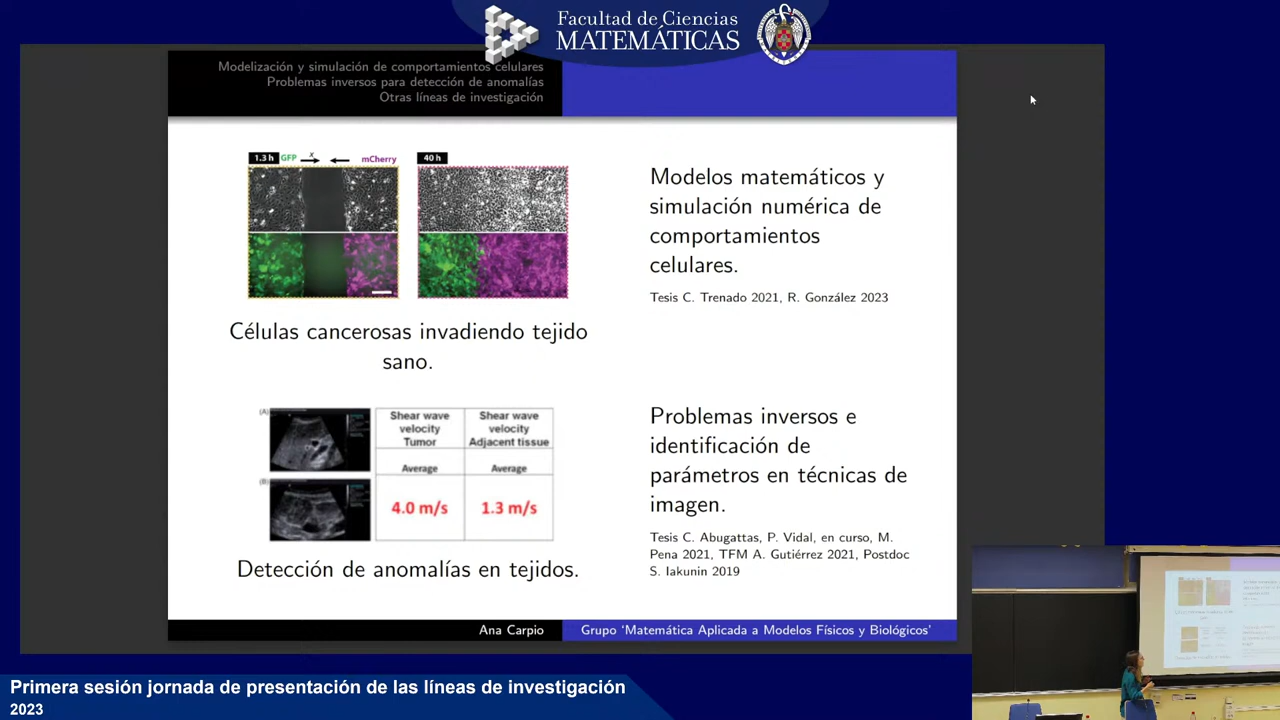 Facultad de Ciencias
MATEMÁTICAS
Modelización y simulación de comportamientos celulares
Problemas inversos para detección de anomalías
Otras líneas de investigación
1.3 h GFP x mCherry
40 h
Modelos matemáticos y
simulación numérica de
comportamientos
celulares.
Tesis C. Trenado 2021, R. González 2023
Células cancerosas invadiendo tejido
sano.
(A)
(B)
Shear wave
velocity
Tumor
Shear wave
velocity
Adjacent tissue
Average
Average
4.0 m/s
1.3 m/s
Problemas inversos e
identificación de
parámetros en técnicas de
imagen.
Tesis C. Abugattas, P. Vidal, en curso, M.
Pena 2021, TFM A. Gutiérrez 2021, Postdoc
S. Iakunin 2019
Detección de anomalías en tejidos.
Ana Carpio
Grupo ‘Matemática Aplicada a Modelos Físicos y Biológicos’
Primera sesión jornada de presentación de las líneas de investigación
2023